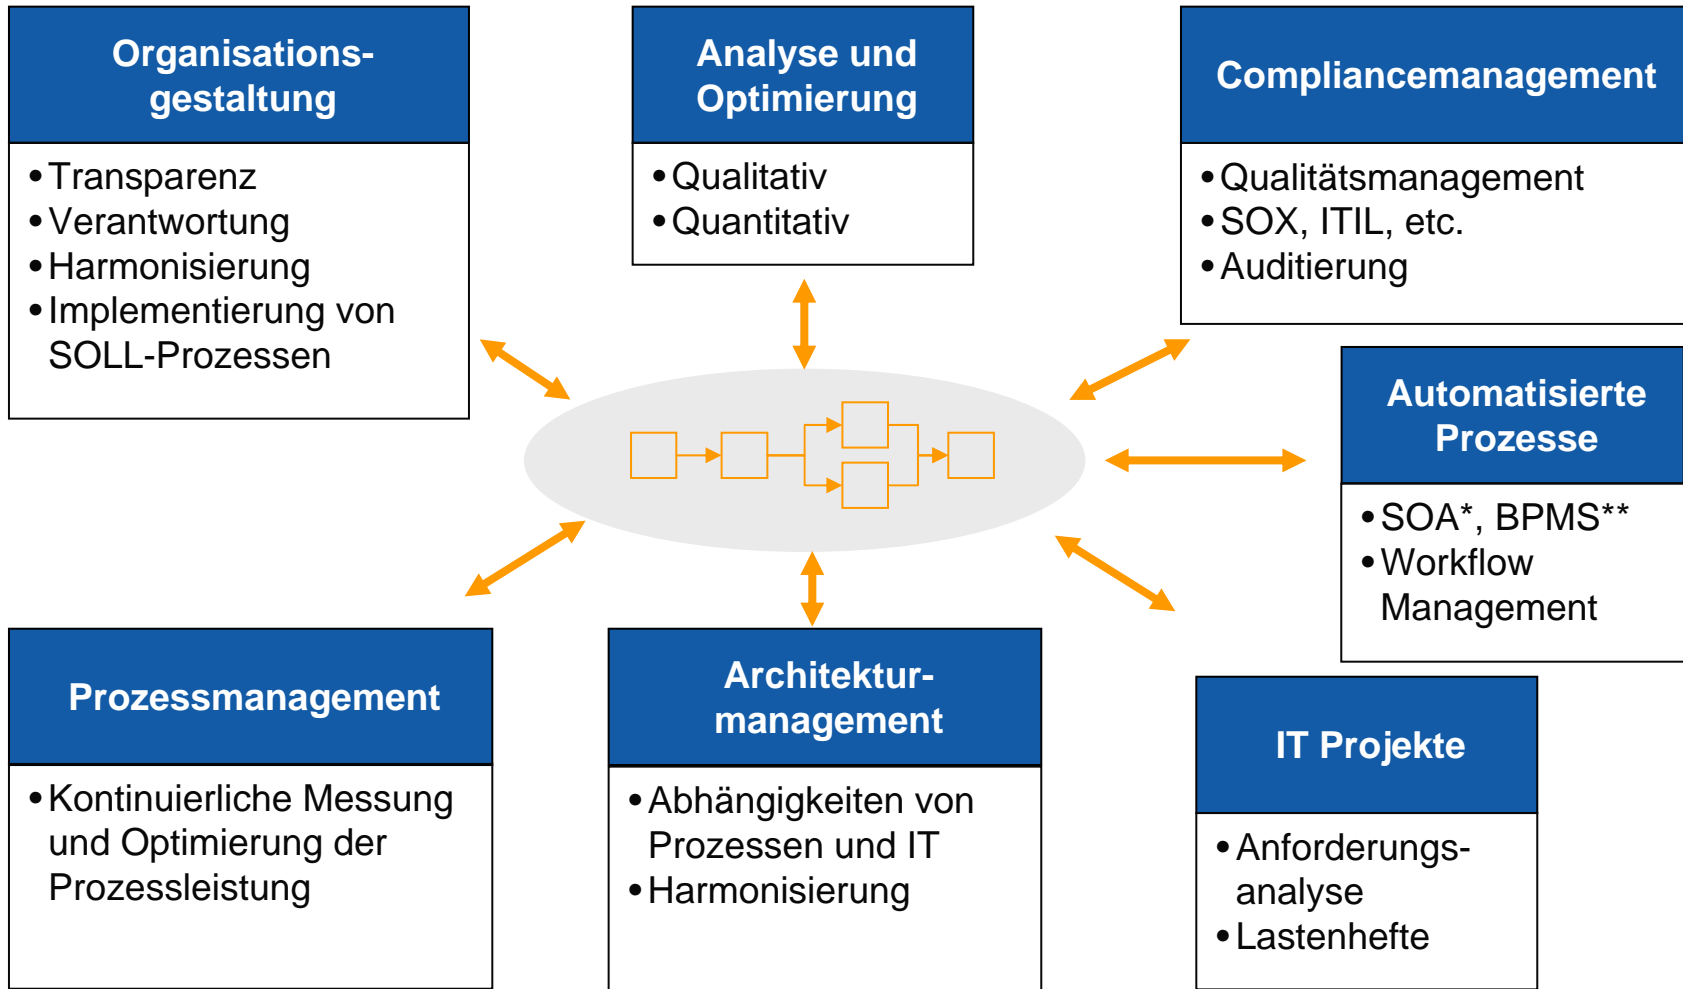 Organisations-
gestaltung
• Transparenz
• Verantwortung
• Harmonisierung
• Implementierung von
SOLL-Prozessen
Analyse und
Optimierung
• Qualitativ
• Quantitativ
Compliancemanagement
• Qualitätsmanagement
• SOX, ITIL, etc.
• Auditierung
Automatisierte
Prozesse
• SOA*, BPMS**
• Workflow
Management
Prozessmanagement
• Kontinuierliche Messung
und Optimierung der
Prozessleistung
Architektur-
management
• Abhängigkeiten von
Prozessen und IT
• Harmonisierung
IT Projekte
• Anforderungs-
analyse
• Lastenhefte